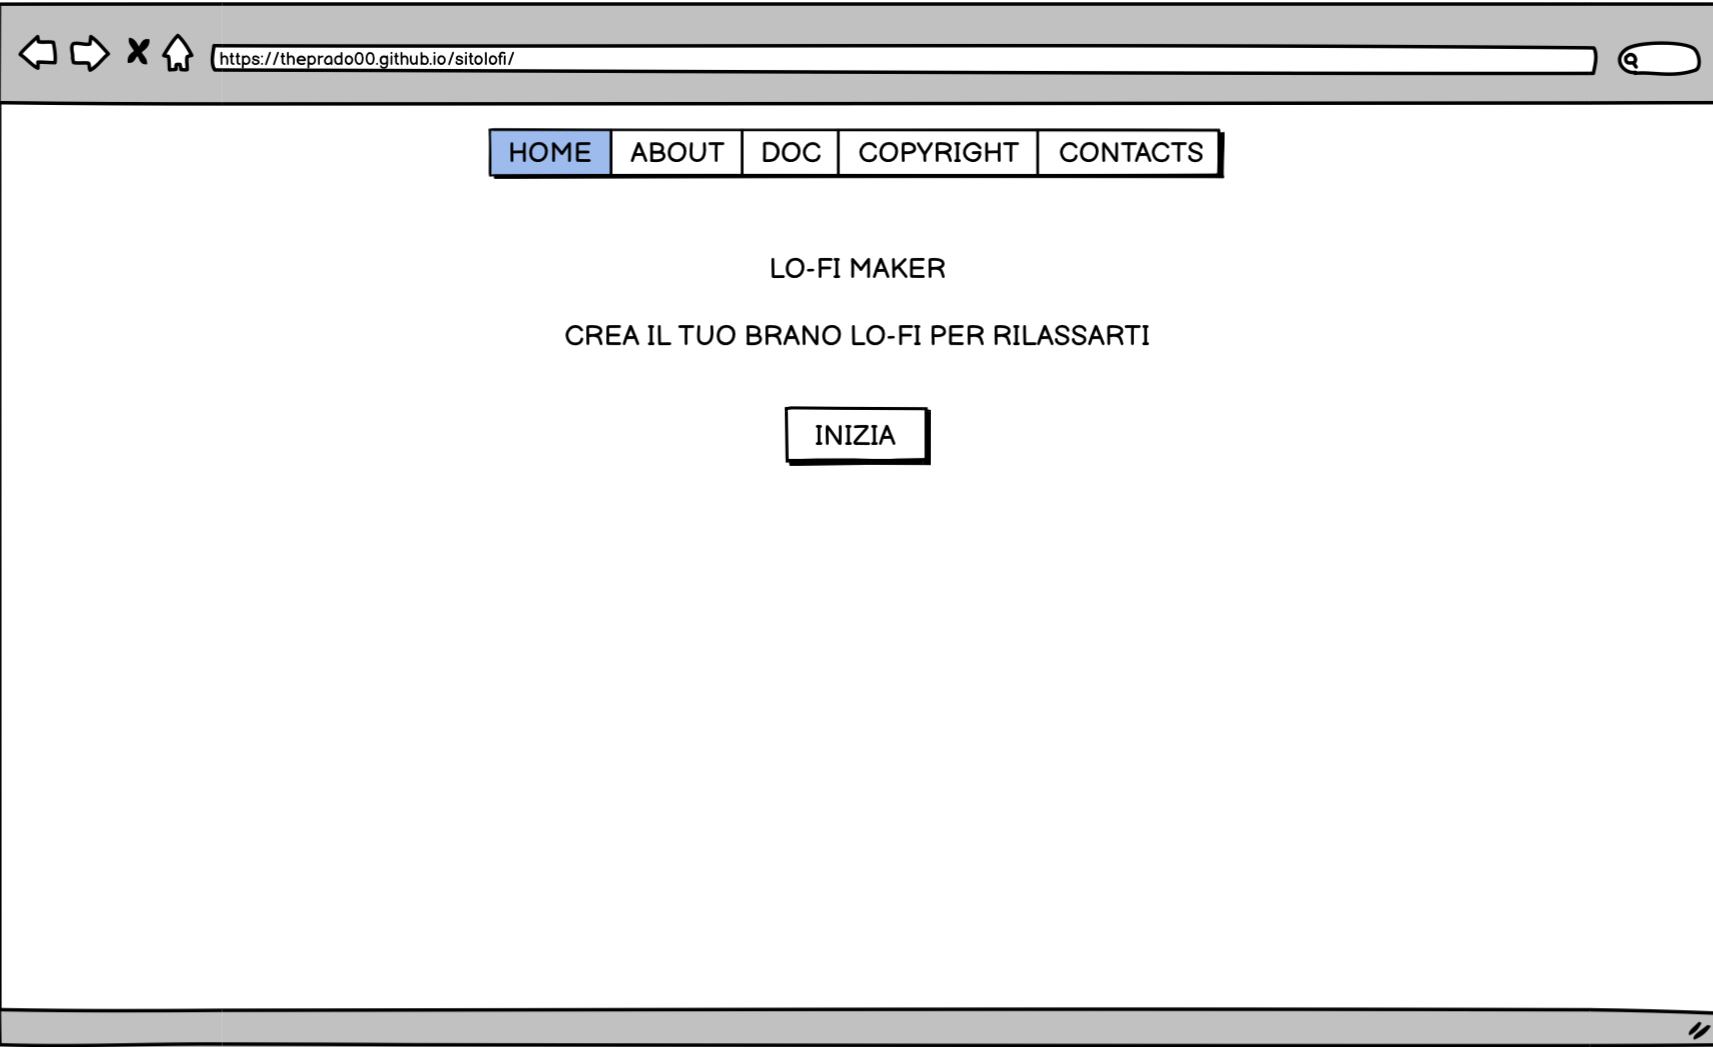 https://theprado00.github.io/sitolofi/
HOME ABOUT DOC COPYRIGHT CONTACTS
LO-FI MAKER
CREA IL TUO BRANO LO-FI PER RILASSARTI
INIZIA